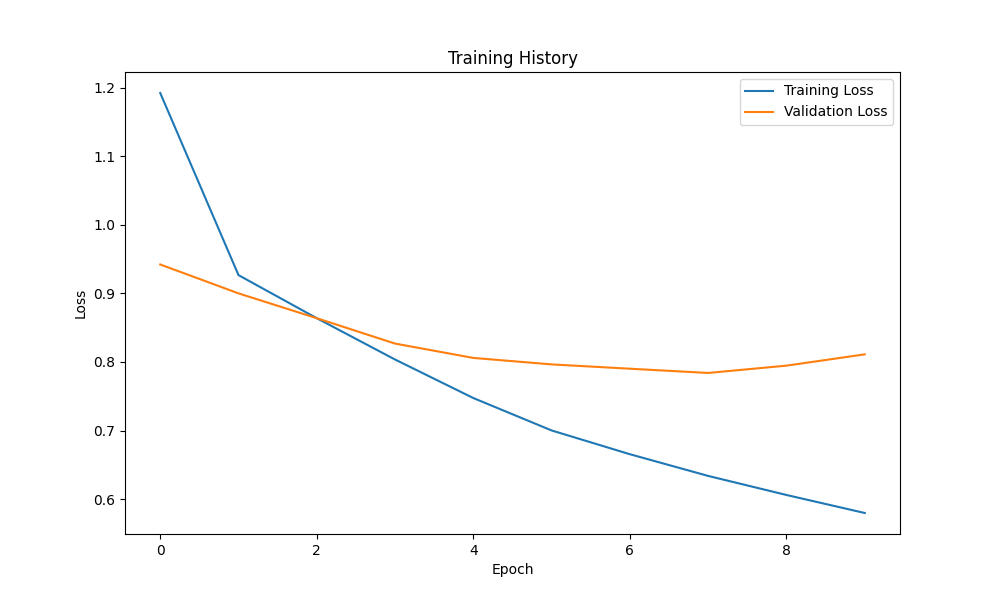 Training History
Training Loss
Validation Loss
1.2
1.1
1.0
0.9
0.8
0.7
0.6
Loss
0 2 4 6 8
Epoch